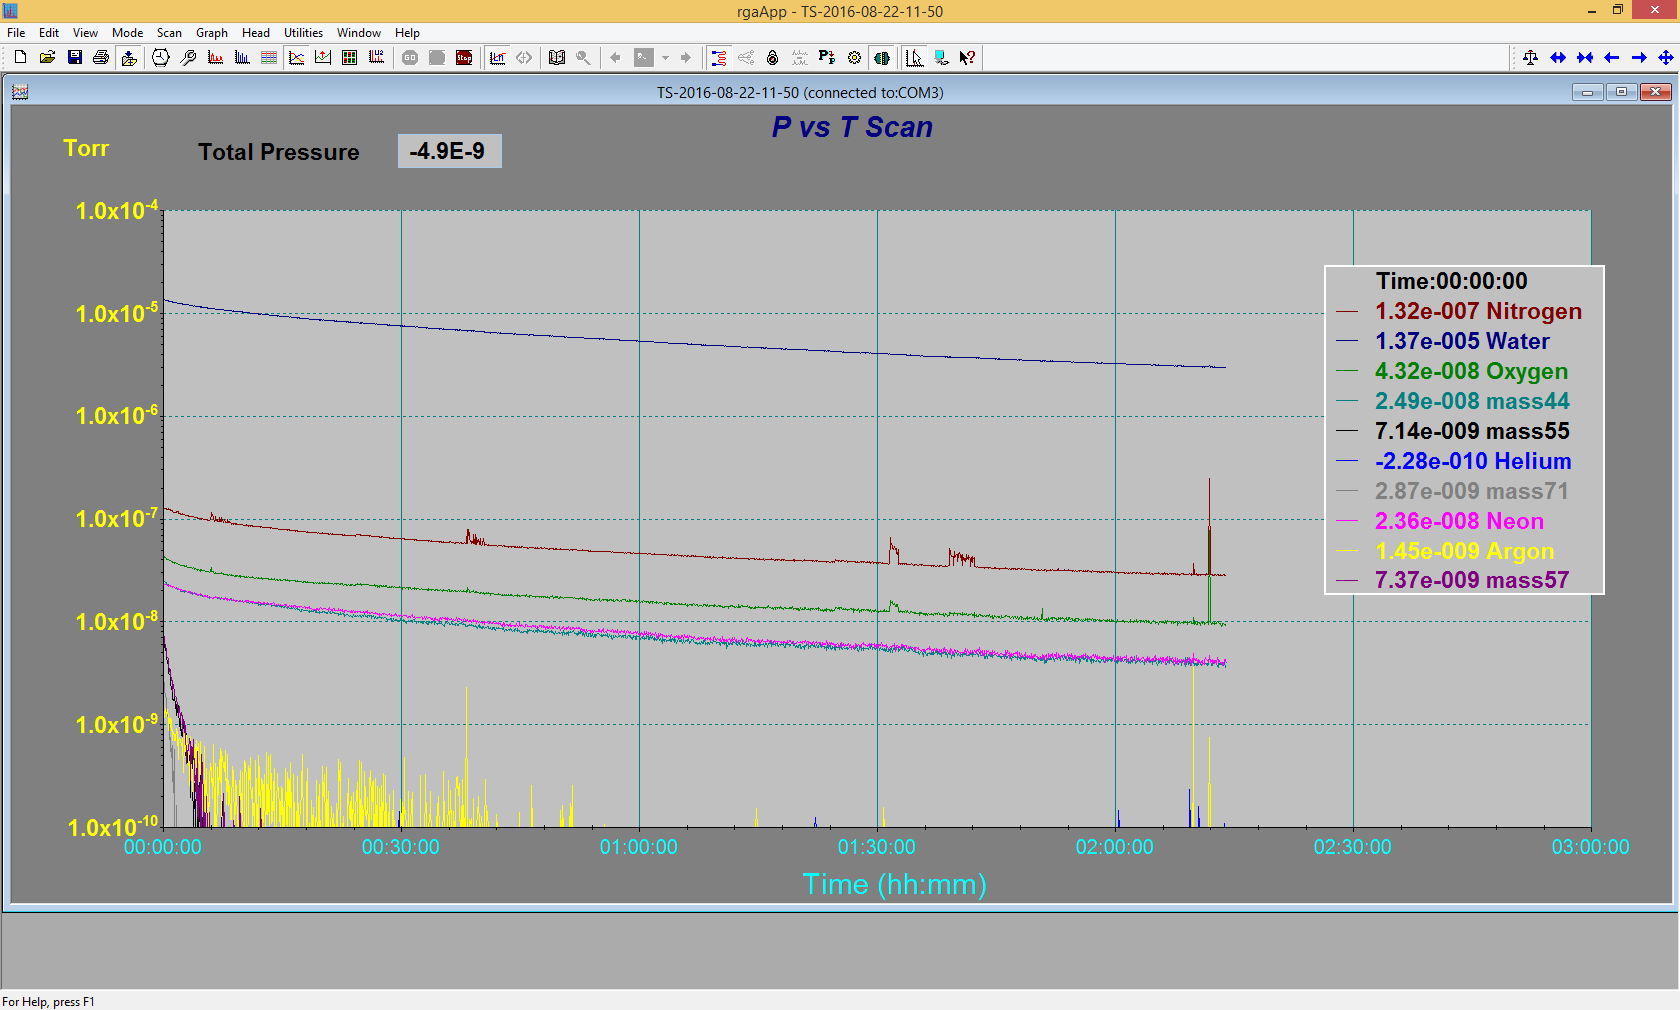 rgaApp - TS-2016-08-22-11-50
File Edit View Mode Scan Graph Head Utilities Window Help
GO Stop
TS-2016-08-22-11-50 (connected to:COM3)
P vs T Scan
Torr
Total Pressure -4.9E-9
1.0x10-4
1.0x10-5
1.0x10-6
1.0x10-7
1.0x10-8
1.0x10-9
1.0x10-10
Time:00:00:00
1.32e-007 Nitrogen
1.37e-005 Water
4.32e-008 Oxygen
2.49e-008 mass44
7.14e-009 mass55
-2.28e-010 Helium
2.87e-009 mass71
2.36e-008 Neon
1.45e-009 Argon
7.37e-009 mass57
00:00:00 00:30:00 01:00:00 01:30:00 02:00:00 02:30:00 03:00:00
Time (hh:mm)
For Help, press F1